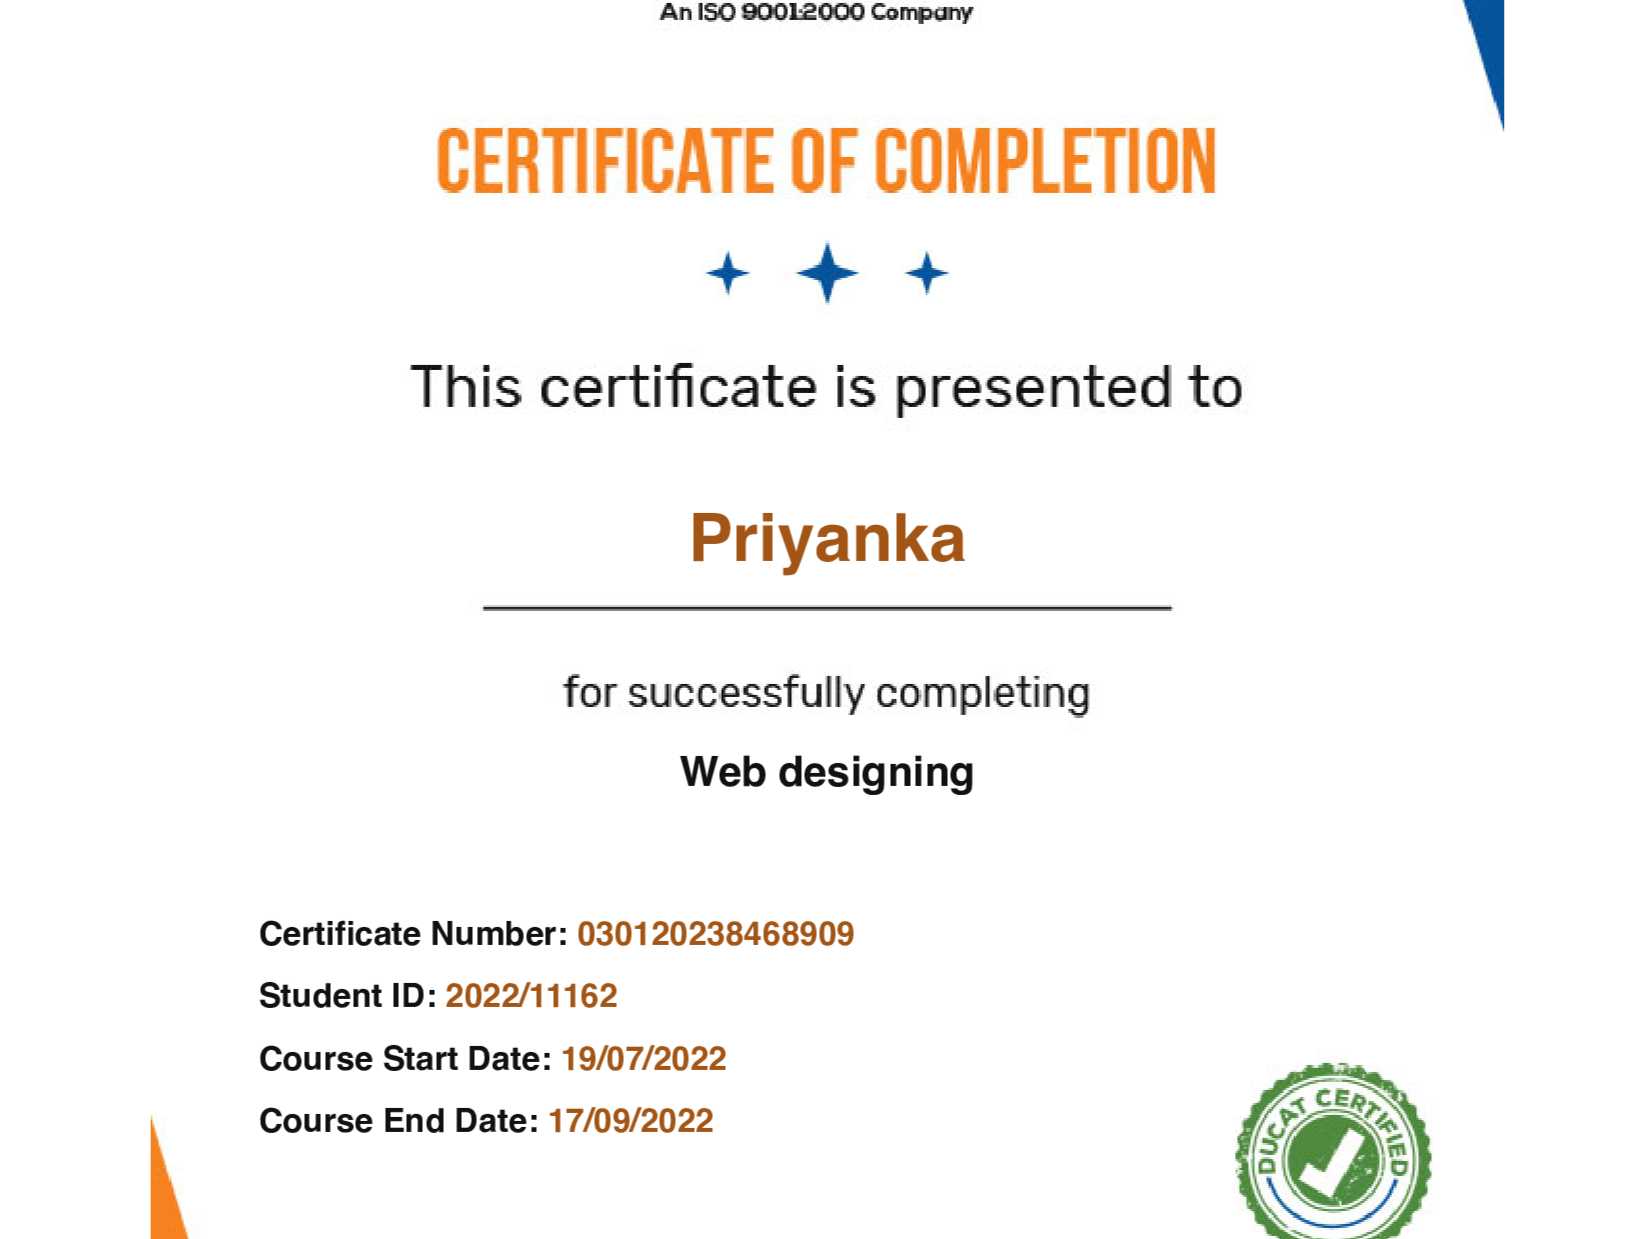 An ISO 9001:2000 Company
CERTIFICATE OF COMPLETION
This certificate is presented to
Priyanka
for successfully completing
Web designing
Certificate Number: 030120238468909
Student ID: 2022/11162
Course Start Date: 19/07/2022
Course End Date: 17/09/2022
DUCAT CERTIFIED